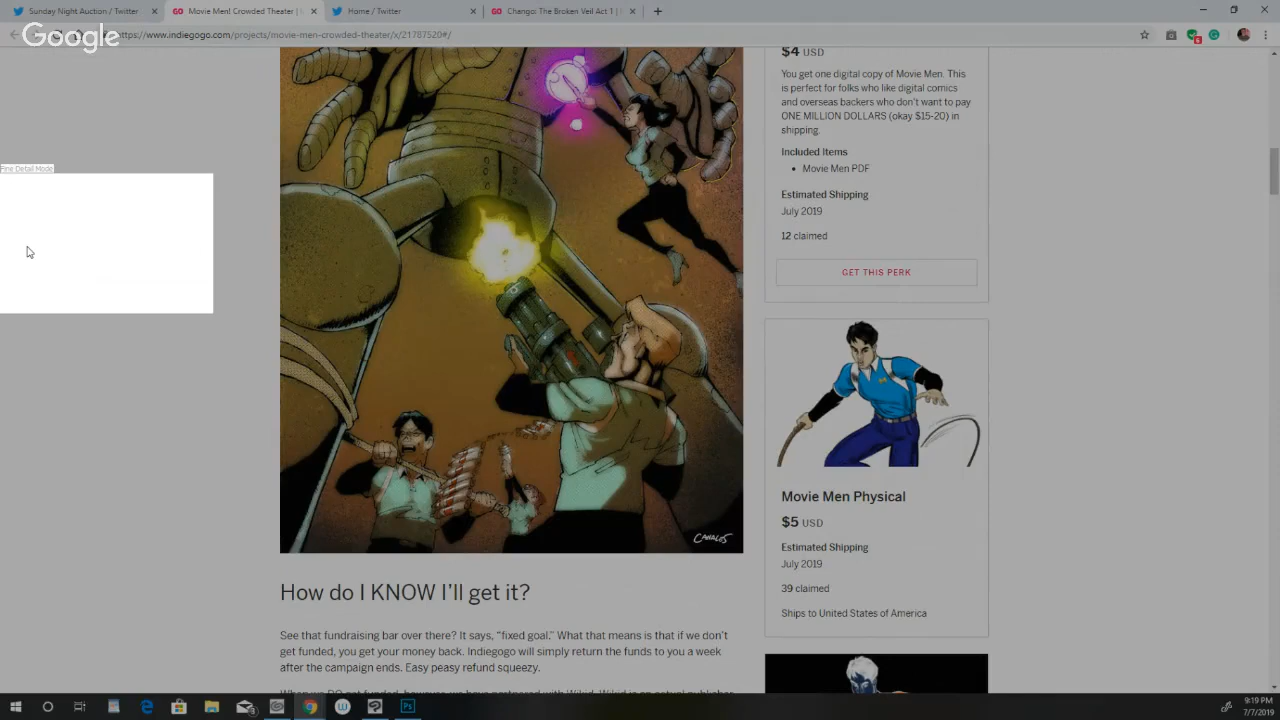 Sunday Night Auction / Twitter
Movie Men! Crowded Theater |
Home / Twitter
Changoi The Broken Veil Act 1 |
Google
https://www.indiegogo.com/projects/movie-men-crowded-theater/x/21787520#/
Fine Detail Mode
$4 USD
You get one digital copy of Movie Men. This
is perfect for folks who like digital comics
and overseas backers who don't want to pay
ONE MILLION DOLLARS (okay $15-20) in
shipping.
Included Items
Movie Men PDF
Estimated Shipping
July 2019
12 claimed
GET THIS PERK
Movie Men Physical
$5 USD
Estimated Shipping
July 2019
39 claimed
Ships to United States of America
CANALES
How do I KNOW I'll get it?
See that fundraising bar over there? It says, "fixed goal." What that means is that if we don't
get funded, you get your money back. Indiegogo will simply return the funds to you a week
after the campaign ends. Easy peasy refund squeezy.
9:19 PM
7/7/2019